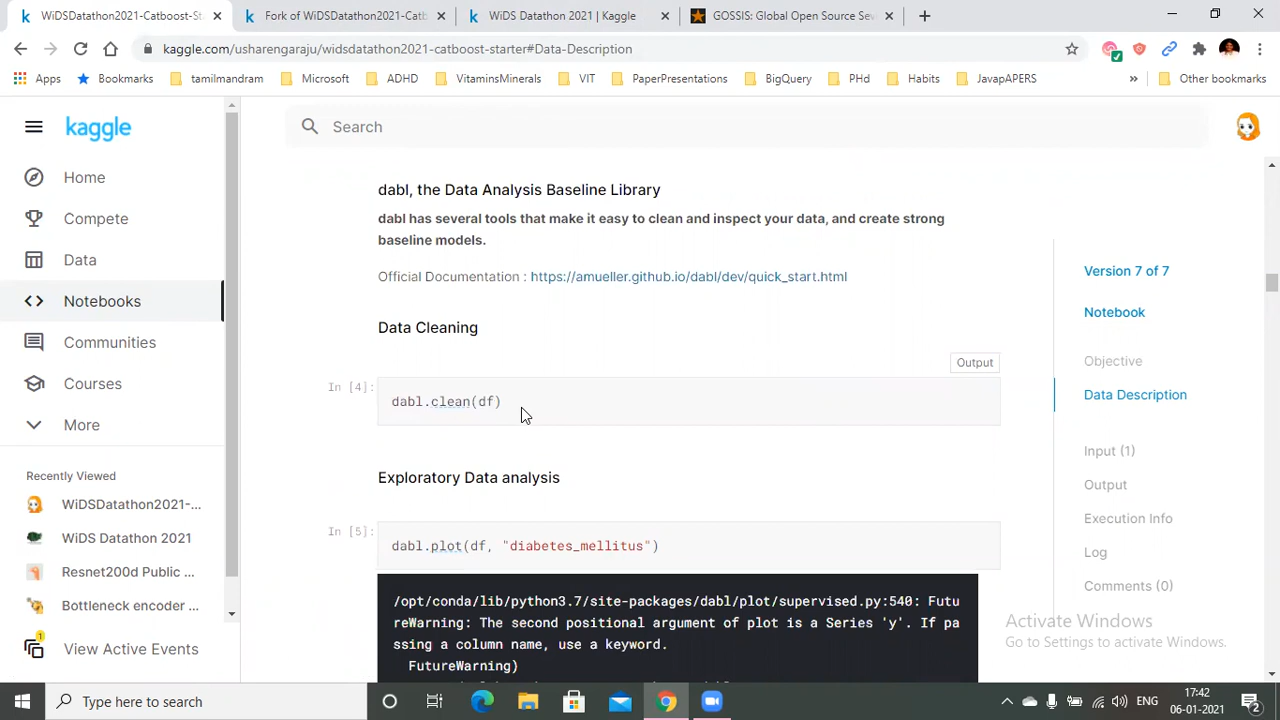 WiDSDatathon2021-Catboost-St
Fork of WiDSDatathon2021-Catb
WiDS Datathon 2021 | Kaggle
GOSSIS: Global Open Source Sev
kaggle.com/usharengaraju/widsdatathon2021-catboost-starter#Data-Description
Apps
Bookmarks
tamilmandram
Microsoft
ADHD
VitaminsMinerals
VIT
PaperPresentations
BigQuery
PHd
Habits
JavapAPERS
»
Other bookmarks
kaggle
Search
Home
Compete
Data
Notebooks
Communities
Courses
More
Recently Viewed
WiDSDatathon2021-...
WiDS Datathon 2021
Resnet200d Public ...
Bottleneck encoder ...
1
View Active Events
dabl, the Data Analysis Baseline Library
dabl has several tools that make it easy to clean and inspect your data, and create strong
baseline models.
Official Documentation : https://amueller.github.io/dabl/dev/quick_start.html
Data Cleaning
Output
In [4]:
dabl.clean(df)
Exploratory Data analysis
In [5]:
dabl.plot(df, "diabetes_mellitus")
/opt/conda/lib/python3.7/site-packages/dabl/plot/supervised.py:540: Futu
reWarning: The second positional argument of plot is a Series 'y'. If pa
ssing a column name, use a keyword.
FutureWarning)
Version 7 of 7
Notebook
Objective
Data Description
Input (1)
Output
Execution Info
Log
Comments (0)
Activate Windows
Go to Settings to activate Windows.
Type here to search
ENG
17:42
06-01-2021
2